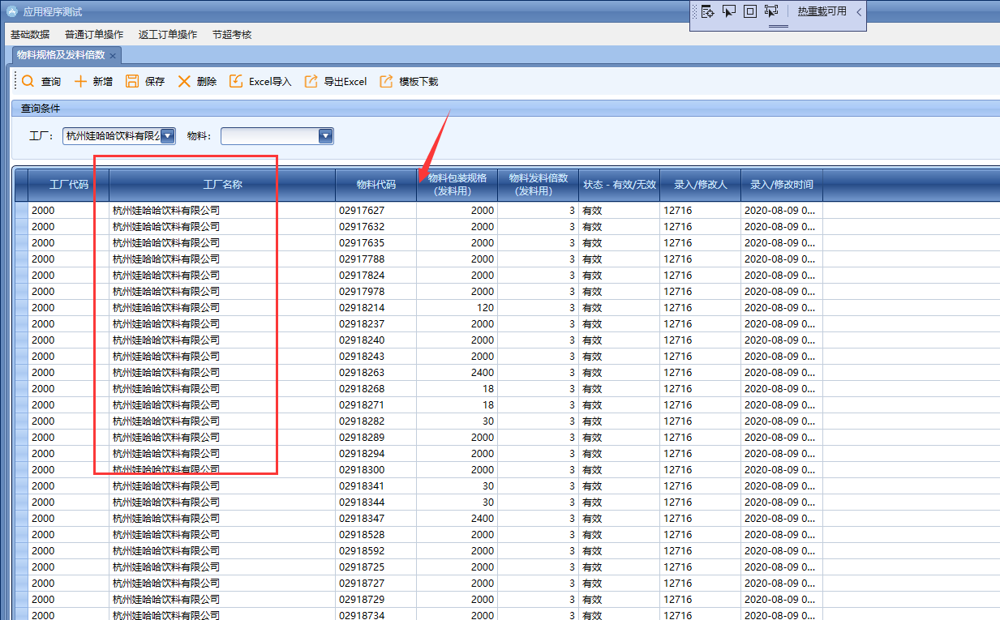 应用程序测试
热重载可用
基础数据 普通订单操作 返工订单操作 节超考核
物料规格及发料倍数
查询 新增 保存 删除 Excel导入 导出Excel 模板下载
查询条件
工厂： 杭州娃哈哈饮料有限公 物料：
工厂代码 工厂名称 物料代码 物料包装规格（发料用） 物料发料倍数（发料用） 状态 - 有效/无效 录入/修改人 录入/修改时间
2000 杭州娃哈哈饮料有限公司 02917627 2000 3 有效 12716 2020-08-09 0...
2000 杭州娃哈哈饮料有限公司 02917632 2000 3 有效 12716 2020-08-09 0...
2000 杭州娃哈哈饮料有限公司 02917635 2000 3 有效 12716 2020-08-09 0...
2000 杭州娃哈哈饮料有限公司 02917788 2000 3 有效 12716 2020-08-09 0...
2000 杭州娃哈哈饮料有限公司 02917824 2000 3 有效 12716 2020-08-09 0...
2000 杭州娃哈哈饮料有限公司 02917978 2000 3 有效 12716 2020-08-09 0...
2000 杭州娃哈哈饮料有限公司 02918214 120 3 有效 12716 2020-08-09 0...
2000 杭州娃哈哈饮料有限公司 02918237 2000 3 有效 12716 2020-08-09 0...
2000 杭州娃哈哈饮料有限公司 02918240 2000 3 有效 12716 2020-08-09 0...
2000 杭州娃哈哈饮料有限公司 02918243 2000 3 有效 12716 2020-08-09 0...
2000 杭州娃哈哈饮料有限公司 02918263 2400 3 有效 12716 2020-08-09 0...
2000 杭州娃哈哈饮料有限公司 02918268 18 3 有效 12716 2020-08-09 0...
2000 杭州娃哈哈饮料有限公司 02918271 18 3 有效 12716 2020-08-09 0...
2000 杭州娃哈哈饮料有限公司 02918282 30 3 有效 12716 2020-08-09 0...
2000 杭州娃哈哈饮料有限公司 02918289 2000 3 有效 12716 2020-08-09 0...
2000 杭州娃哈哈饮料有限公司 02918294 2000 3 有效 12716 2020-08-09 0...
2000 杭州娃哈哈饮料有限公司 02918300 2000 3 有效 12716 2020-08-09 0...
2000 杭州娃哈哈饮料有限公司 02918341 30 3 有效 12716 2020-08-09 0...
2000 杭州娃哈哈饮料有限公司 02918344 30 3 有效 12716 2020-08-09 0...
2000 杭州娃哈哈饮料有限公司 02918347 2400 3 有效 12716 2020-08-09 0...
2000 杭州娃哈哈饮料有限公司 02918528 2000 3 有效 12716 2020-08-09 0...
2000 杭州娃哈哈饮料有限公司 02918592 2000 3 有效 12716 2020-08-09 0...
2000 杭州娃哈哈饮料有限公司 02918725 2000 3 有效 12716 2020-08-09 0...
2000 杭州娃哈哈饮料有限公司 02918727 2000 3 有效 12716 2020-08-09 0...
2000 杭州娃哈哈饮料有限公司 02918729 2000 3 有效 12716 2020-08-09 0...
2000 杭州娃哈哈饮料有限公司 02918734 2000 3 有效 12716 2020-08-09 0...